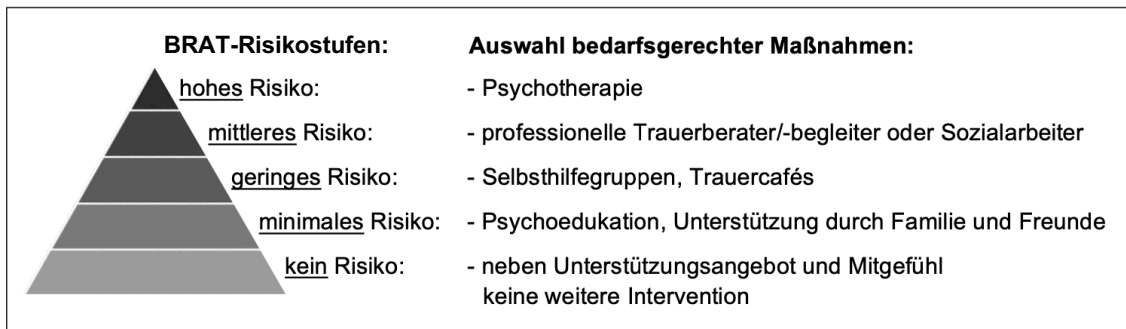 BRAT-Risikostufen: Auswahl bedarfsgerechter Maßnahmen:
hohes Risiko: - Psychotherapie
mittleres Risiko: - professionelle Trauerberater/-begleiter oder Sozialarbeiter
geringes Risiko: - Selbsthilfegruppen, Trauercafés
minimales Risiko: - Psychoedukation, Unterstützung durch Familie und Freunde
kein Risiko: - neben Unterstützungsangebot und Mitgefühl
keine weitere Intervention